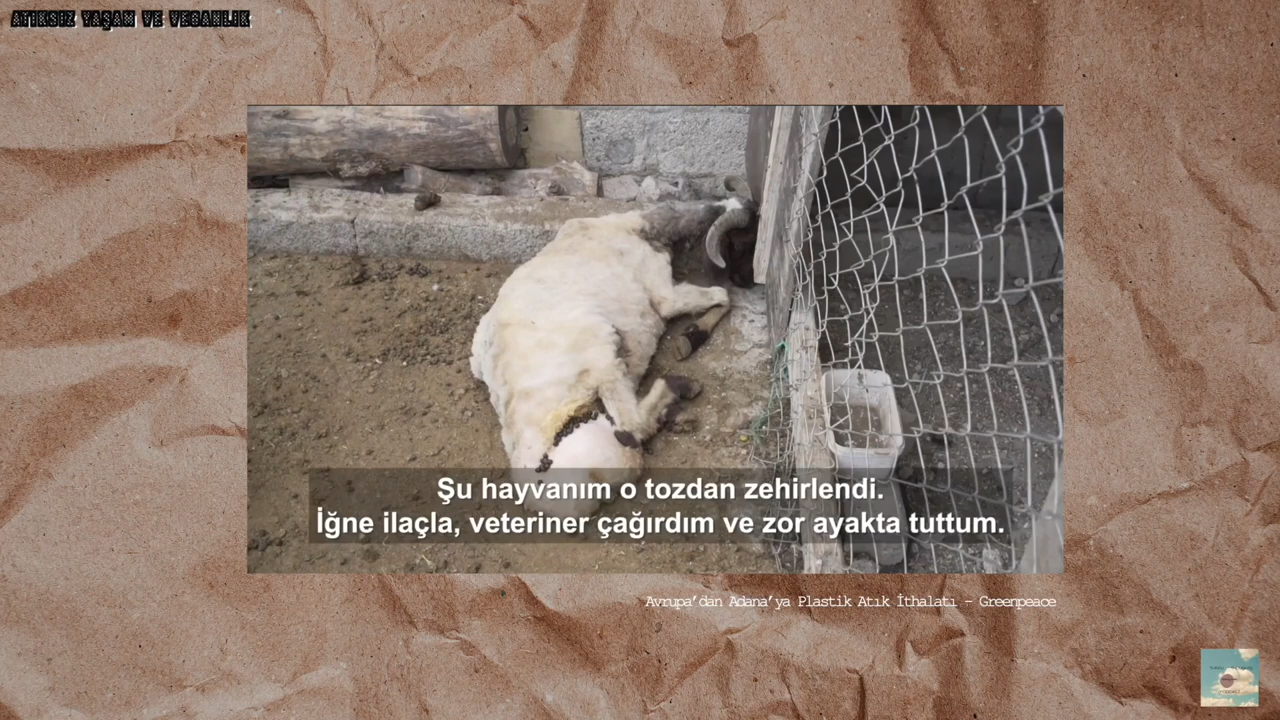 ATIKSIZ YAŞAM VE VEGANLIK
Şu hayvanım o tozdan zehirlendi.
İğne ilaçla, veteriner çağırdım ve zor ayakta tuttum.
Avrupa'dan Adana'ya Plastik Atık İthalatı - Greenpeace